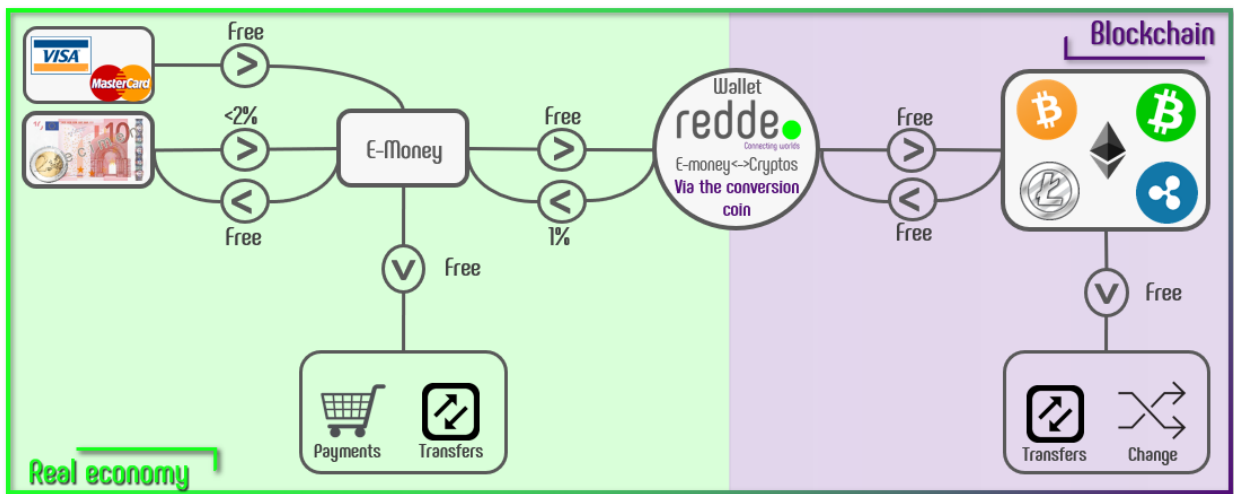 Blockchain
Free
VISA
MasterCard
<2%
10
Free
E-Money
Free
1%
Wallet
redde
Connecting worlds
E-money<->Cryptos
Via the conversion
coin
Free
Free
Free
Payments
Transfers
Free
Transfers
Change
Real economy